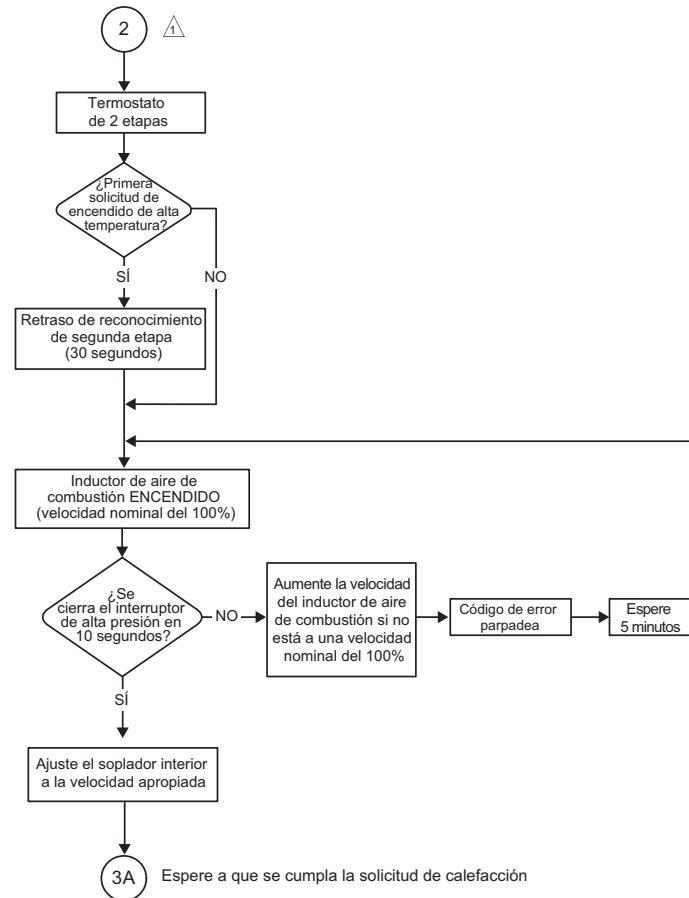 2
1
Termostato
de 2 etapas
¿Primera
solicitud de
encendido de alta
temperatura?
SÍ
NO
Retraso de reconocimiento
de segunda etapa
(30 segundos)
Inductor de aire de
combustión ENCENDIDO
(velocidad nominal del 100%)
¿Se
cierra el interruptor
de alta presión en
10 segundos?
NO
Aumente la velocidad
del inductor de aire
de combustión si no
está a una velocidad
nominal del 100%
Código de error
parpadea
Espere
5 minutos
SÍ
Ajuste el soplador interior
a la velocidad apropiada
3A
Espere a que se cumpla la solicitud de calefacción